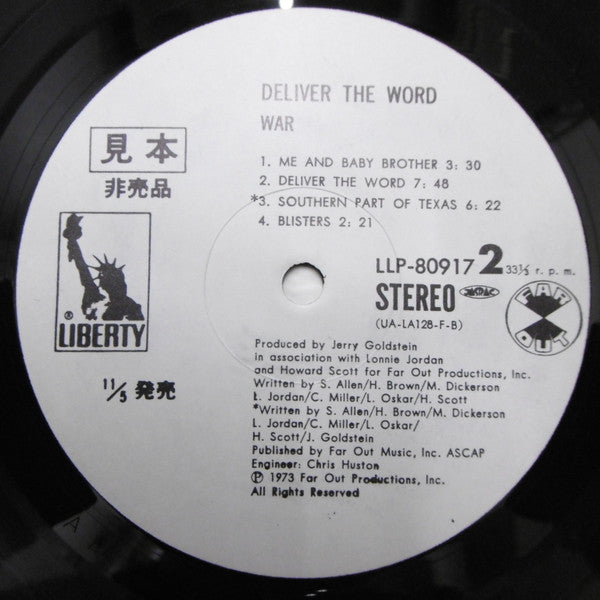 DELIVER THE WORD
WAR
見本
非売品
1. ME AND BABY BROTHER 3: 30
2. DELIVER THE WORD 7: 48
*3. SOUTHERN PART OF TEXAS 6: 22
4. BLISTERS 2: 21
LLP-80917 2 33⅓ r. p. m.
STEREO JASRAC
(UA-LA128-F-B)
FAR OUT
® LIBERTY
11/5 発売
Produced by Jerry Goldstein
in association with Lonnie Jordan
and Howard Scott for Far Out Productions, Inc.
Written by S. Allen/H. Brown/M. Dickerson
L. Jordan/C. Miller/L. Oskar/H. Scott
*Written by S. Allen/H. Brown/M. Dickerson
L. Jordan/C. Miller/L. Oskar/
H. Scott/J. Goldstein
Published by Far Out Music, Inc. ASCAP
Engineer: Chris Huston
℗ 1973 Far Out Productions, Inc.
All Rights Reserved